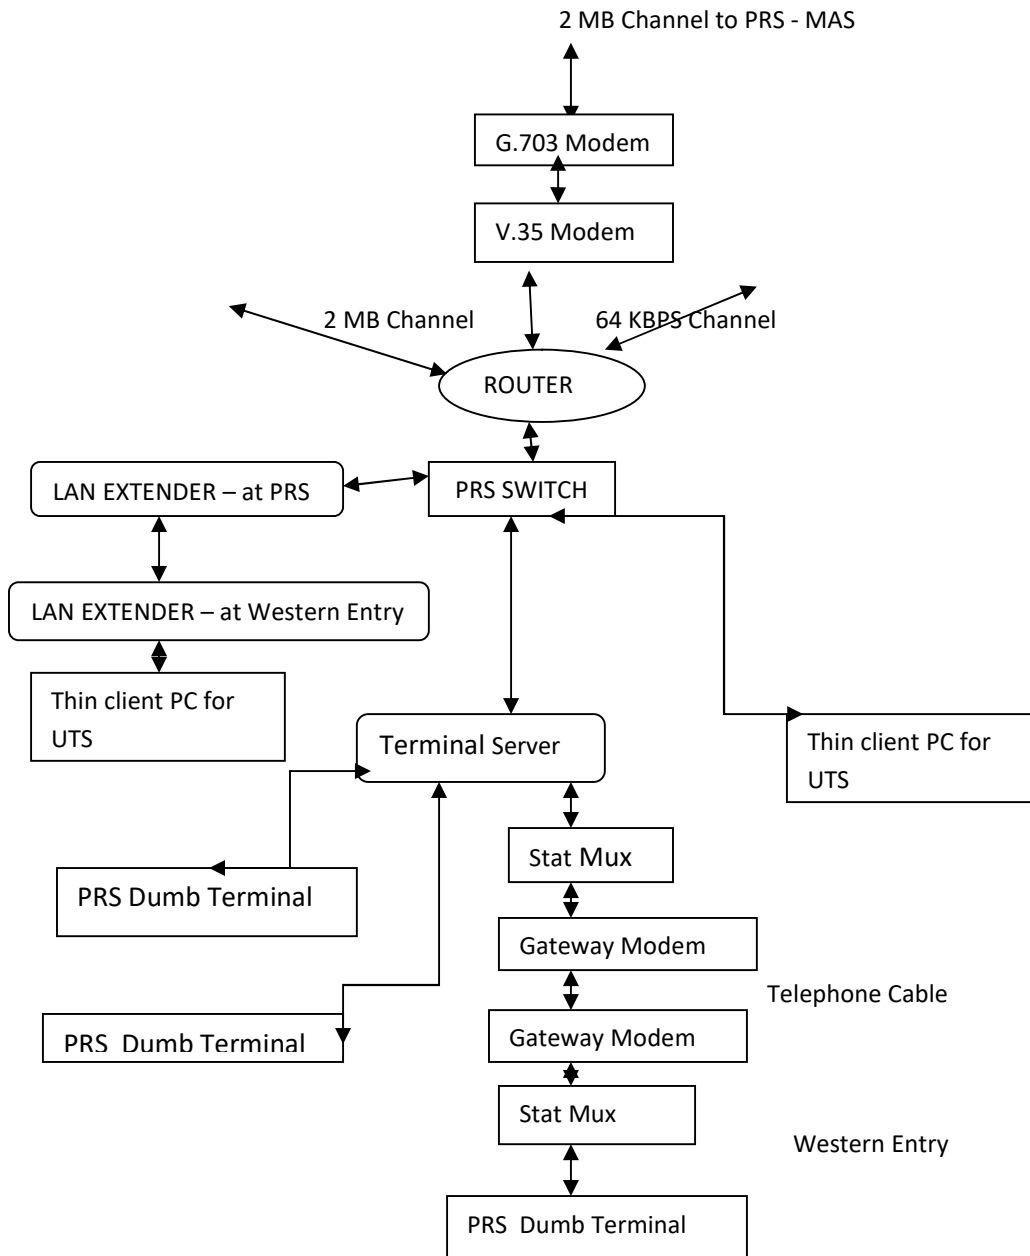 2 MB Channel to PRS - MAS
G.703 Modem
V.35 Modem
2 MB Channel
64 KBPS Channel
ROUTER
LAN EXTENDER – at PRS
PRS SWITCH
LAN EXTENDER – at Western Entry
Thin client PC for
UTS
Terminal Server
Thin client PC for
UTS
Stat Mux
PRS Dumb Terminal
Gateway Modem
Telephone Cable
PRS  Dumb Terminal
Gateway Modem
Stat Mux
Western Entry
PRS  Dumb Terminal